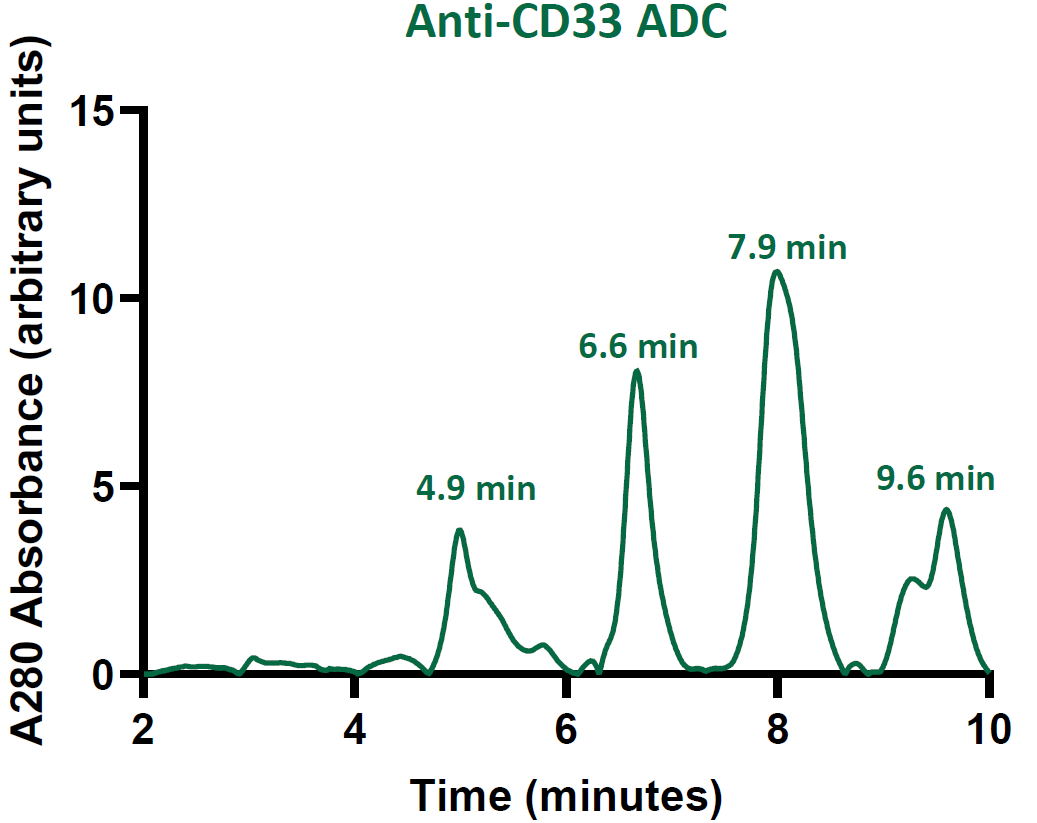 Anti-CD33 ADC
A280 Absorbance (arbitrary units)
15
10
5
0
4.9 min
6.6 min
7.9 min
9.6 min
2 4 6 8 10
Time (minutes)